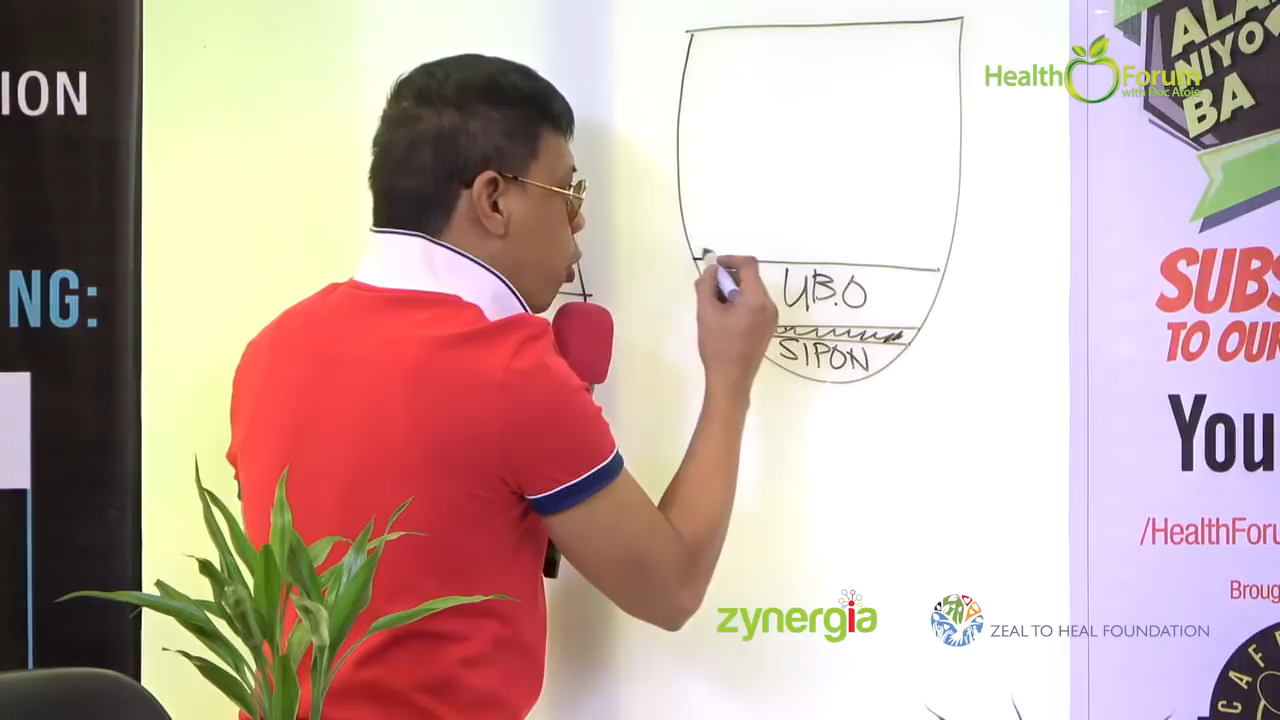 ION
NG:
UB.O
SIPON
Health Forum
with Doc Atoie
NIYO
BA
SUBS
TO OUR
You
/HealthForu
Broug
CAF
zynergia
ZEAL TO HEAL FOUNDATION